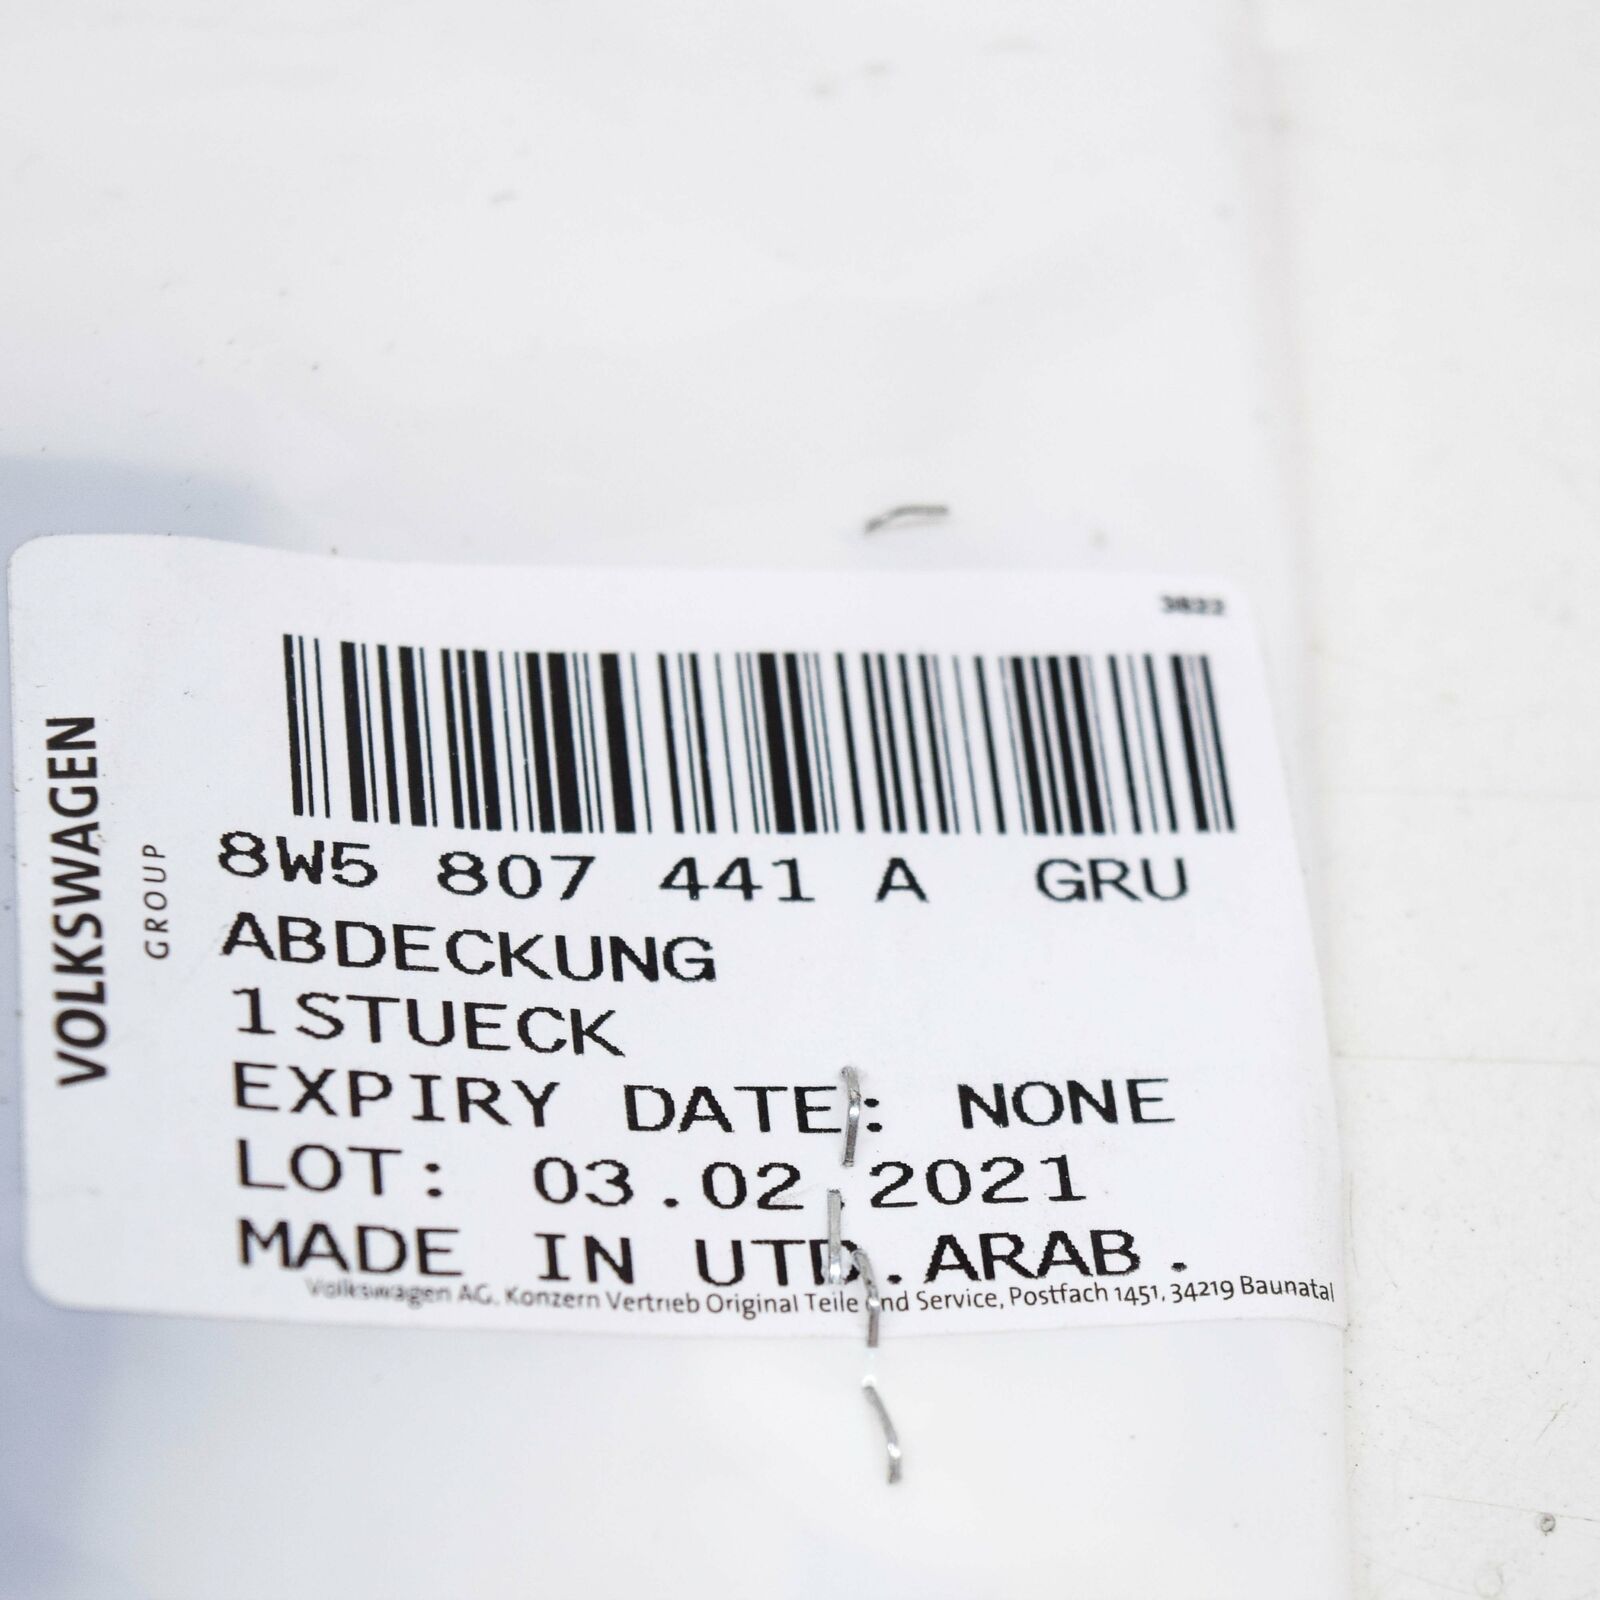 3822
VOLKSWAGEN
GROUP
8W5 807 441 A GRU
ABDECKUNG
1STUECK
EXPIRY DATE: NONE
LOT: 03.02.2021
MADE IN UTD.ARAB.
Volkswagen AG, Konzern Vertrieb Original Teile und Service, Postfach 1451, 34219 Baunatal